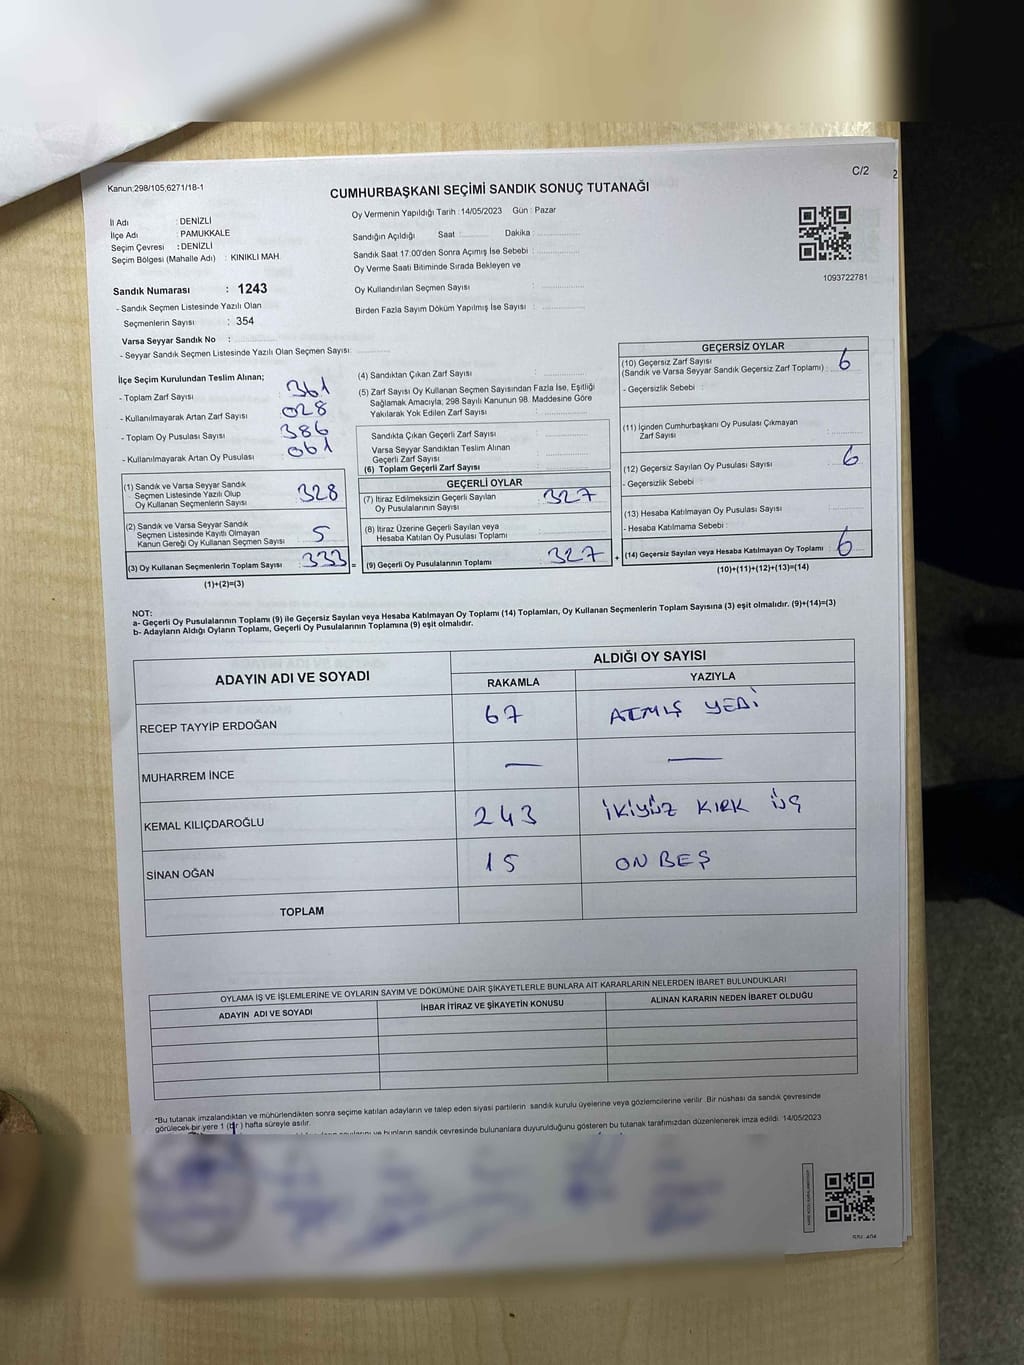 C/2
2
Kanun:298/105;6271/18-1
CUMHURBAŞKANI SEÇİMİ SANDIK SONUÇ TUTANAĞI
İl Adı : DENİZLİ
İlçe Adı : PAMUKKALE
Seçim Çevresi : DENİZLİ
Seçim Bölgesi (Mahalle Adı) : KINIKLI MAH.
Sandık Numarası : 1243
- Sandık Seçmen Listesinde Yazılı Olan
Seçmenlerin Sayısı : 354
Varsa Seyyar Sandık No :
- Seyyar Sandık Seçmen Listesinde Yazılı Olan Seçmen Sayısı:
Oy Vermenin Yapıldığı Tarih : 14/05/2023 Gün : Pazar
Sandığın Açıldığı Saat : Dakika :
Sandık Saat 17:00'den Sonra Açımış İse Sebebi :
Oy Verme Saati Bitiminde Sırada Bekleyen ve
Oy Kullandırılan Seçmen Sayısı :
Birden Fazla Sayım Döküm Yapılmış İse Sayısı :
1093722781
İlçe Seçim Kurulundan Teslim Alınan;
- Toplam Zarf Sayısı 361
- Kullanılmayarak Artan Zarf Sayısı 028
- Toplam Oy Pusulası Sayısı 386
- Kullanılmayarak Artan Oy Pusulası 061
(1) Sandık ve Varsa Seyyar Sandık
Seçmen Listesinde Yazılı Olup
Oy Kullanan Seçmenlerin Sayısı 328
(2) Sandık ve Varsa Seyyar Sandık
Seçmen Listesinde Kayıtlı Olmayan
Kanun Gereği Oy Kullanan Seçmen Sayısı 5
(3) Oy Kullanan Seçmenlerin Toplam Sayısı : 333 =
(1)+(2)=(3)
(4) Sandıktan Çıkan Zarf Sayısı :
(5) Zarf Sayısı Oy Kullanan Seçmen Sayısından Fazla İse, Eşitliği
Sağlamak Amacıyla; 298 Sayılı Kanunun 98. Maddesine Göre
Yakılarak Yok Edilen Zarf Sayısı :
Sandıkta Çıkan Geçerli Zarf Sayısı :
Varsa Seyyar Sandıktan Teslim Alınan
Geçerli Zarf Sayısı :
(6) Toplam Geçerli Zarf Sayısı :
GEÇERLİ OYLAR
(7) İtiraz Edilmeksizin Geçerli Sayılan
Oy Pusulalarının Sayısı : 327
(8) İtiraz Üzerine Geçerli Sayılan veya
Hesaba Katılan Oy Pusulası Toplamı :
(9) Geçerli Oy Pusulalarının Toplamı : 327 +
GEÇERSİZ OYLAR
(10) Geçersiz Zarf Sayısı
(Sandık ve Varsa Seyyar Sandık Geçersiz Zarf Toplamı) : 6
- Geçersizlik Sebebi :
(11) İçinden Cumhurbaşkanı Oy Pusulası Çıkmayan
Zarf Sayısı :
(12) Geçersiz Sayılan Oy Pusulası Sayısı : 6
- Geçersizlik Sebebi :
(13) Hesaba Katılmayan Oy Pusulası Sayısı :
- Hesaba Katılmama Sebebi :
(14) Geçersiz Sayılan veya Hesaba Katılmayan Oy Toplamı : 6
(10)+(11)+(12)+(13)=(14)
NOT:
a- Geçerli Oy Pusulalarının Toplamı (9) ile Geçersiz Sayılan veya Hesaba Katılmayan Oy Toplamı (14) Toplamları, Oy Kullanan Seçmenlerin Toplam Sayısına (3) eşit olmalıdır. (9)+(14)=(3)
b- Adayların Aldığı Oyların Toplamı, Geçerli Oy Pusulalarının Toplamına (9) eşit olmalıdır.
ADAYIN ADI VE SOYADI
ALDIĞI OY SAYISI
RAKAMLA YAZIYLA
RECEP TAYYİP ERDOĞAN 67 ATMIŞ YEDİ
MUHARREM İNCE — —
KEMAL KILIÇDAROĞLU 243 İKİYÜZ KIRK ÜÇ
SİNAN OĞAN 15 ON BEŞ
TOPLAM
OYLAMA İŞ VE İŞLEMLERİNE VE OYLARIN SAYIM VE DÖKÜMÜNE DAİR ŞİKAYETLERLE BUNLARA AİT KARARLARIN NELERDEN İBARET BULUNDUKLARI
ADAYIN ADI VE SOYADI İHBAR İTİRAZ VE ŞİKAYETİN KONUSU ALINAN KARARIN NEDEN İBARET OLDUĞU
*Bu tutanak imzalandıktan ve mühürlendikten sonra seçime katılan adayların ve talep eden siyasi partilerin sandık kurulu üyelerine veya gözlemcilerine verilir. Bir nüshası da sandık çevresinde
görülecek bir yere 1 (bir) hafta süreyle asılır.
ve bunların sandık çevresinde bulunanlara duyurulduğunu gösteren bu tutanak tarafımızdan düzenlenerek imza edildi. 14/05/2023